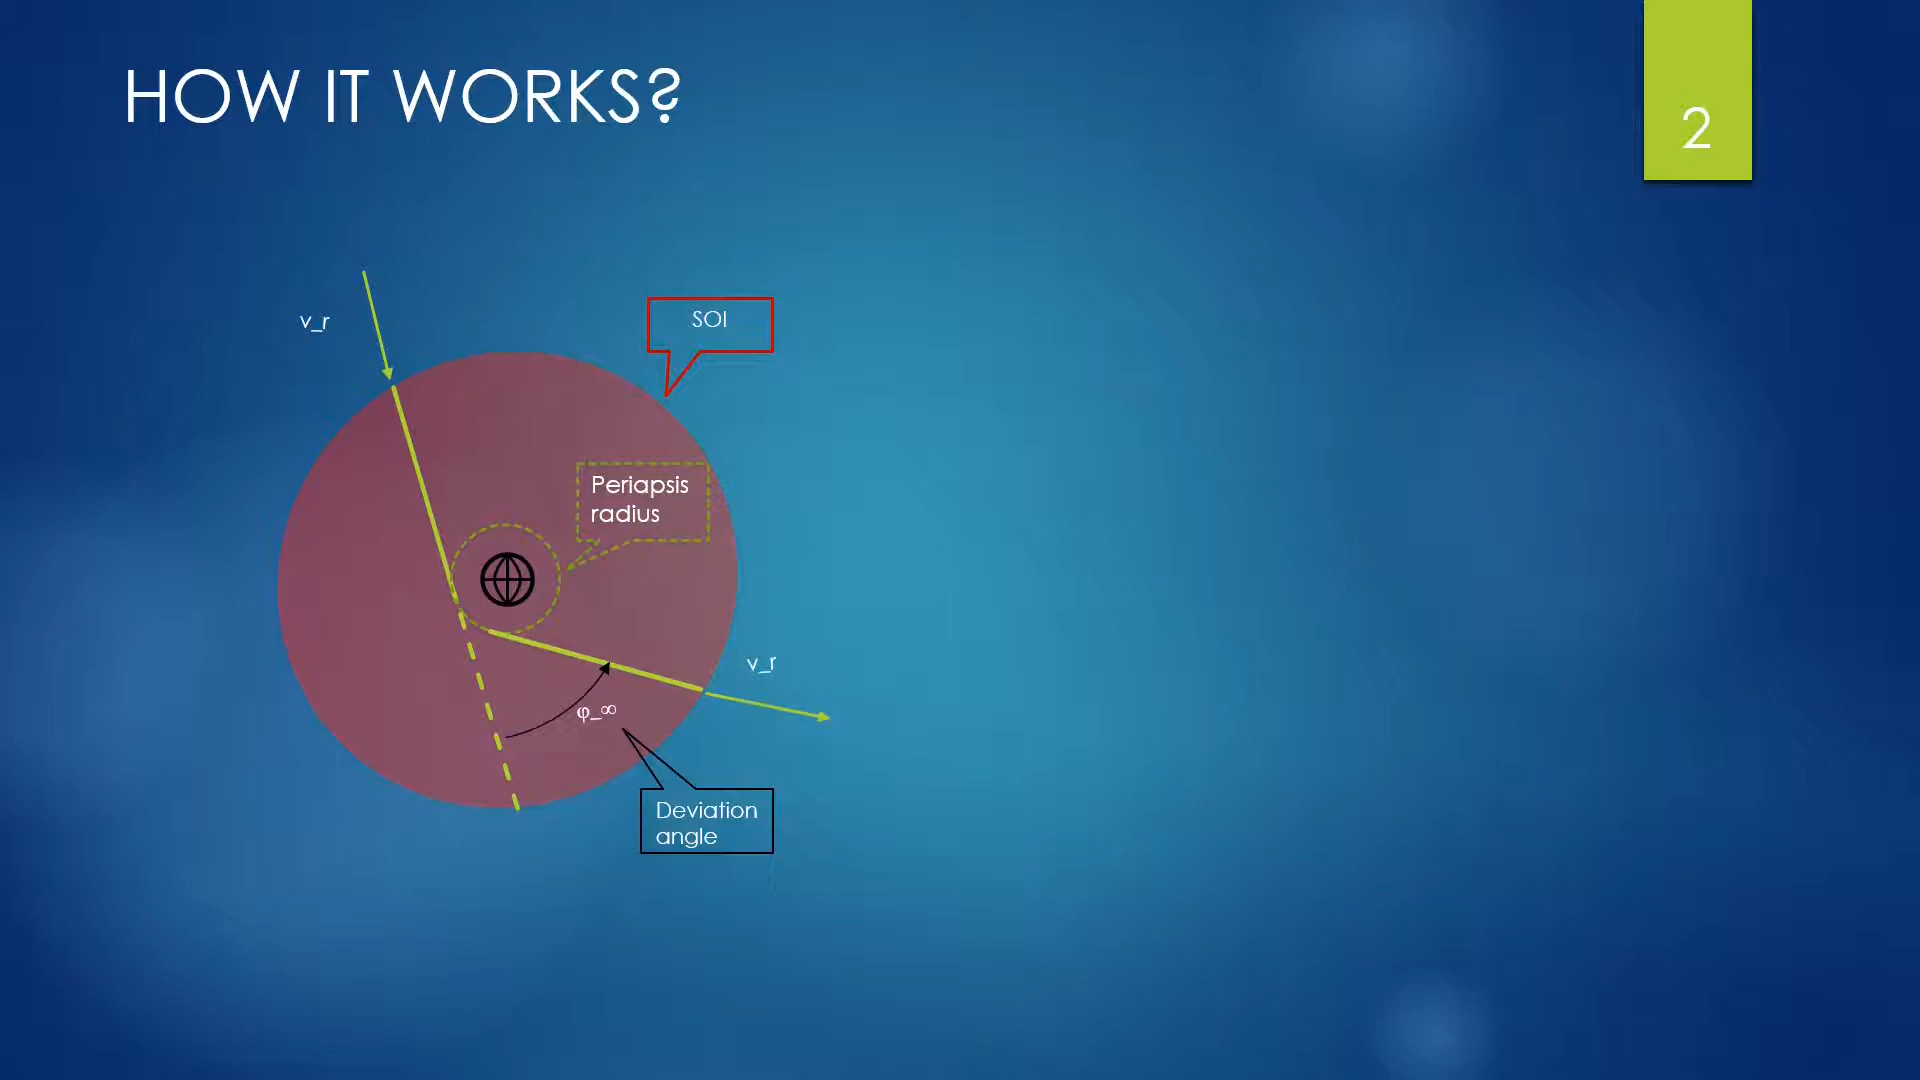 HOW IT WORKS?
2
v_r
SOI
Periapsis
radius
v_r
φ_∞
Deviation
angle